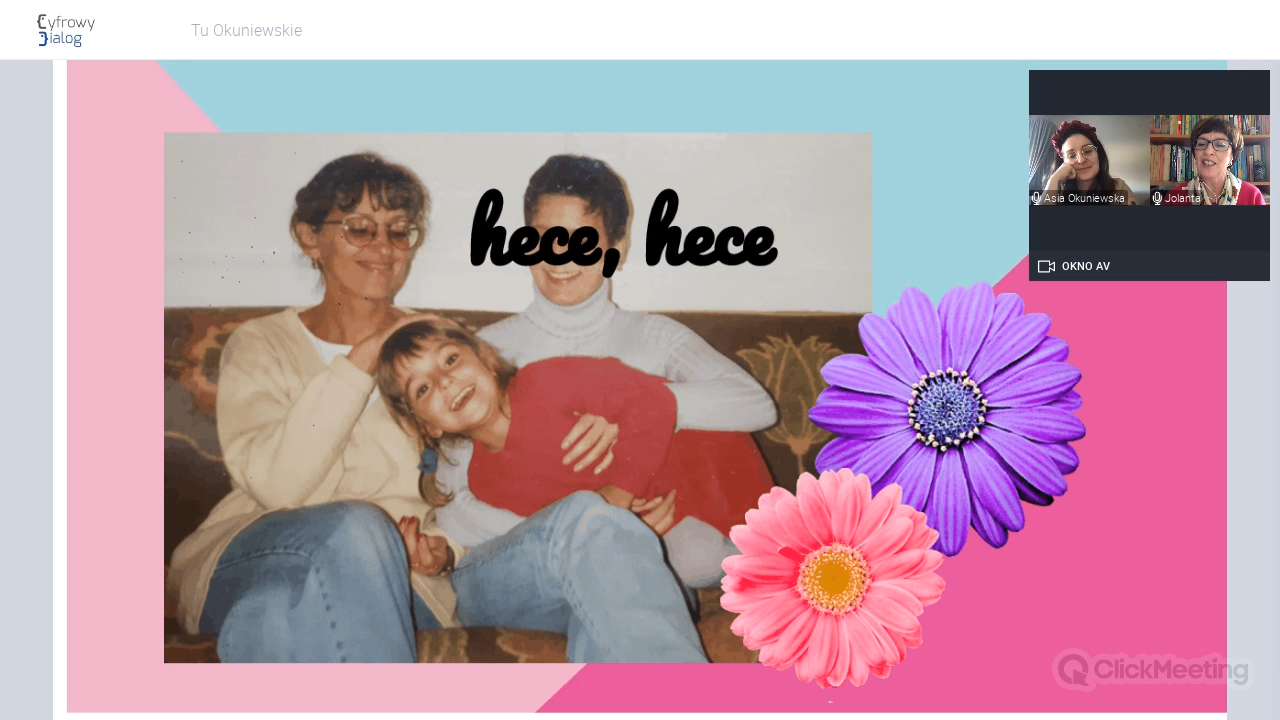 Cyfrowy
Dialog
Tu Okuniewskie
hece, hece
Asia Okuniewska
Jolanta
OKNO AV
ClickMeeting